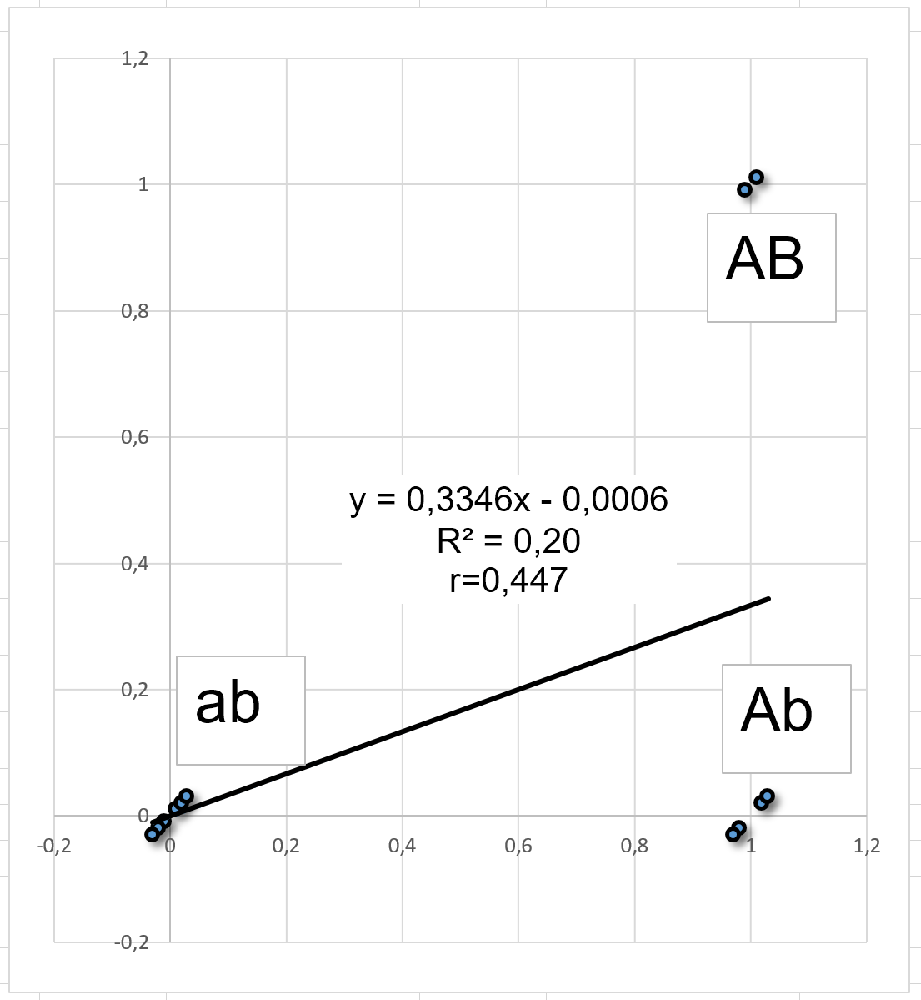 1,2
1
AB
0,8
0,6
y = 0,3346x - 0,0006
R² = 0,20
r=0,447
0,4
0,2
ab
Ab
0
-0,2 0 0,2 0,4 0,6 0,8 1 1,2
-0,2